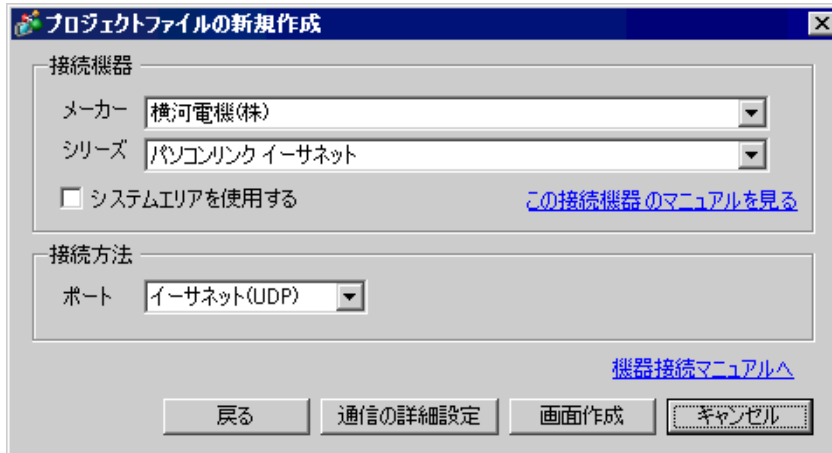 プロジェクトファイルの新規作成
接続機器
メーカー 横河電機(株)
シリーズ パソコンリンク イーサネット
システムエリアを使用する この接続機器のマニュアルを見る
接続方法
ポート イーサネット(UDP)
機器接続マニュアルへ
戻る 通信の詳細設定 画面作成 キャンセル